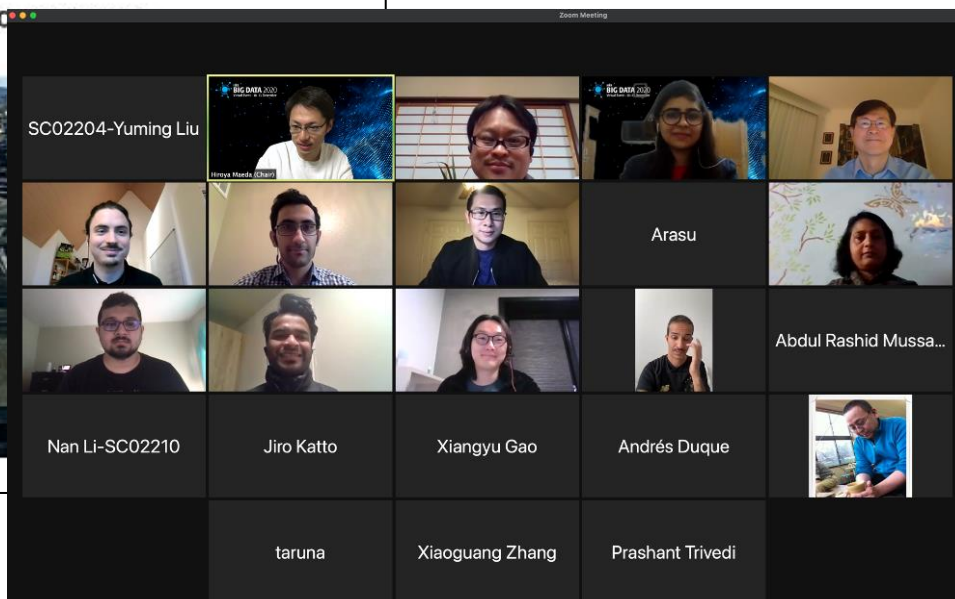 Zoom Meeting
SC02204-Yuming Liu
BIG DATA 2020
Hiroya Maeda (Chair)
BIG DATA 2020
Arasu
Abdul Rashid Mussa...
Nan Li-SC02210
Jiro Katto
Xiangyu Gao
Andrés Duque
taruna
Xiaoguang Zhang
Prashant Trivedi